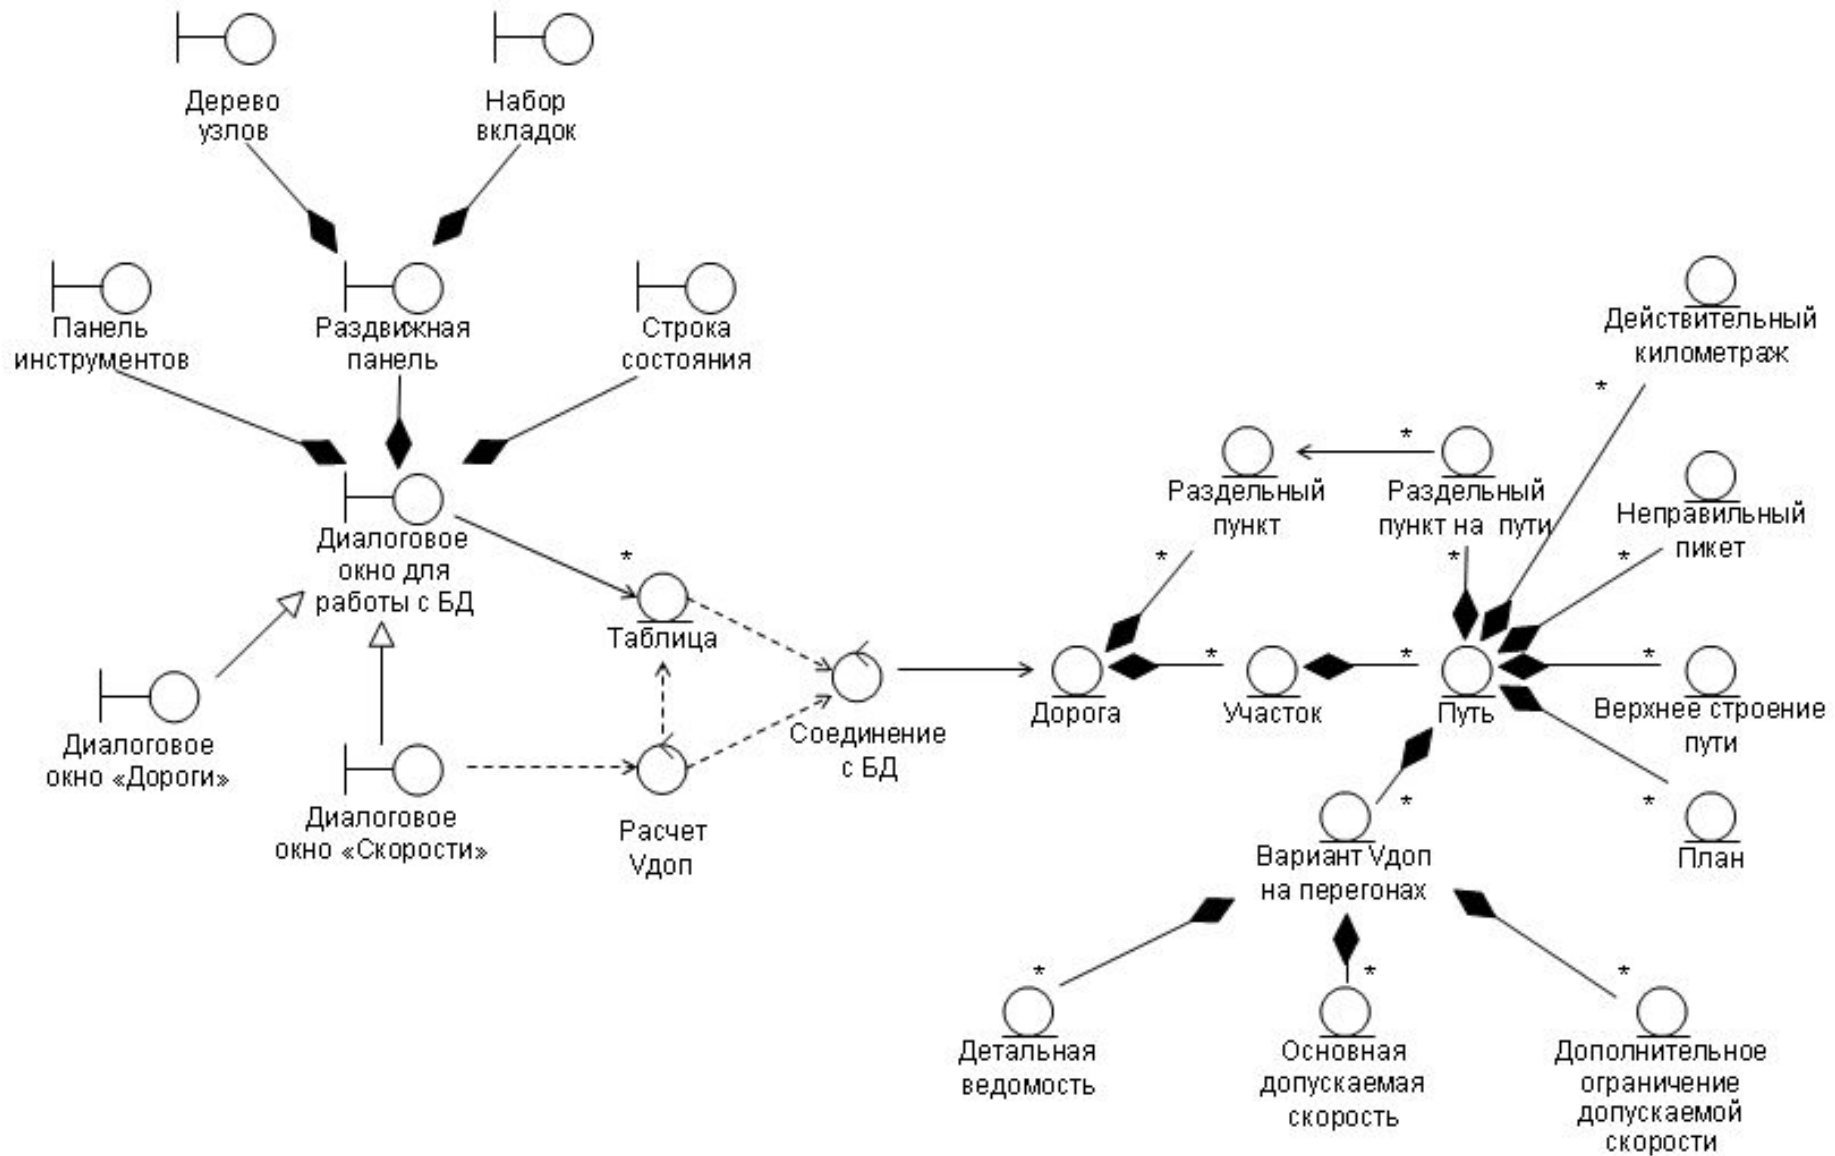 Дерево
узлов
Набор
вкладок
Панель
инструментов
Раздвижная
панель
Строка
состояния
Действительный
километраж
*
Раздельный
пункт
*
Раздельный
пункт на пути
Неправильный
пикет
*
*
*
Диалоговое
окно для
работы с БД
*
Таблица
Диалоговое
окно «Дороги»
Диалоговое
окно «Скорости»
Расчет
Vдоп
Соединение
с БД
Дорога
*
Участок
*
Путь
*
Верхнее строение
пути
*
План
*
Вариант Vдоп
на перегонах
*
Детальная
ведомость
*
Основная
допускаемая
скорость
*
Дополнительное
ограничение
допускаемой
скорости